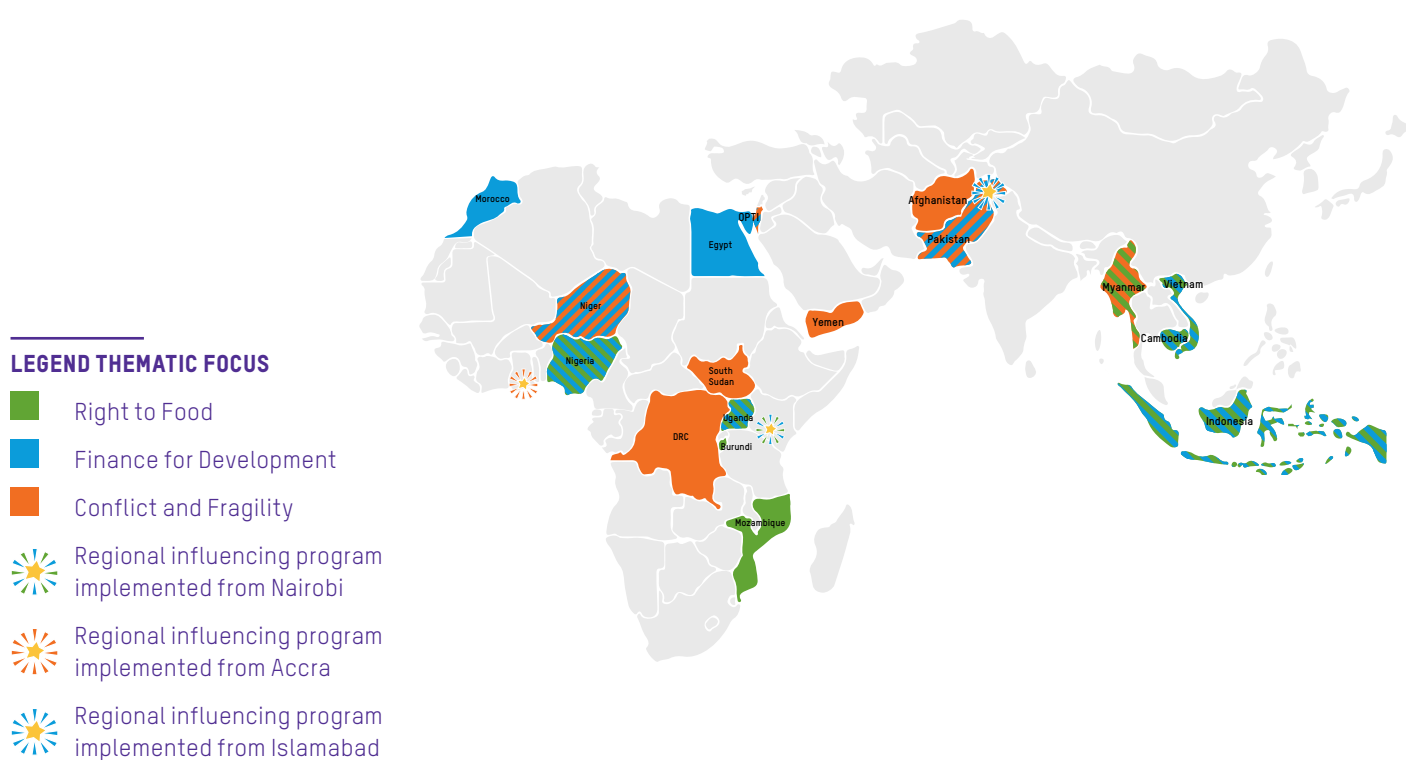 LEGEND THEMATIC FOCUS
Right to Food
Finance for Development
Conflict and Fragility
Regional influencing program
implemented from Nairobi
Regional influencing program
implemented from Accra
Regional influencing program
implemented from Islamabad
Morocco
Egypt
OPTI
Afghanistan
Pakistan
Niger
Nigeria
Yemen
South
Sudan
Uganda
DRC
Burundi
Mozambique
Myanmar
Vietnam
Cambodia
Indonesia